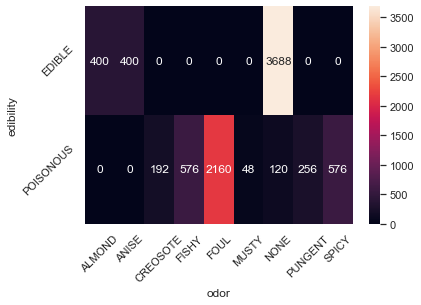 EDIBLE
400 400 0 0 0 0 3688 0 0
POISONOUS
0 0 192 576 2160 48 120 256 576
edibility
ALMOND ANISE CREOSOTE FISHY FOUL MUSTY NONE PUNGENT SPICY
odor
3500
3000
2500
2000
1500
1000
500
0